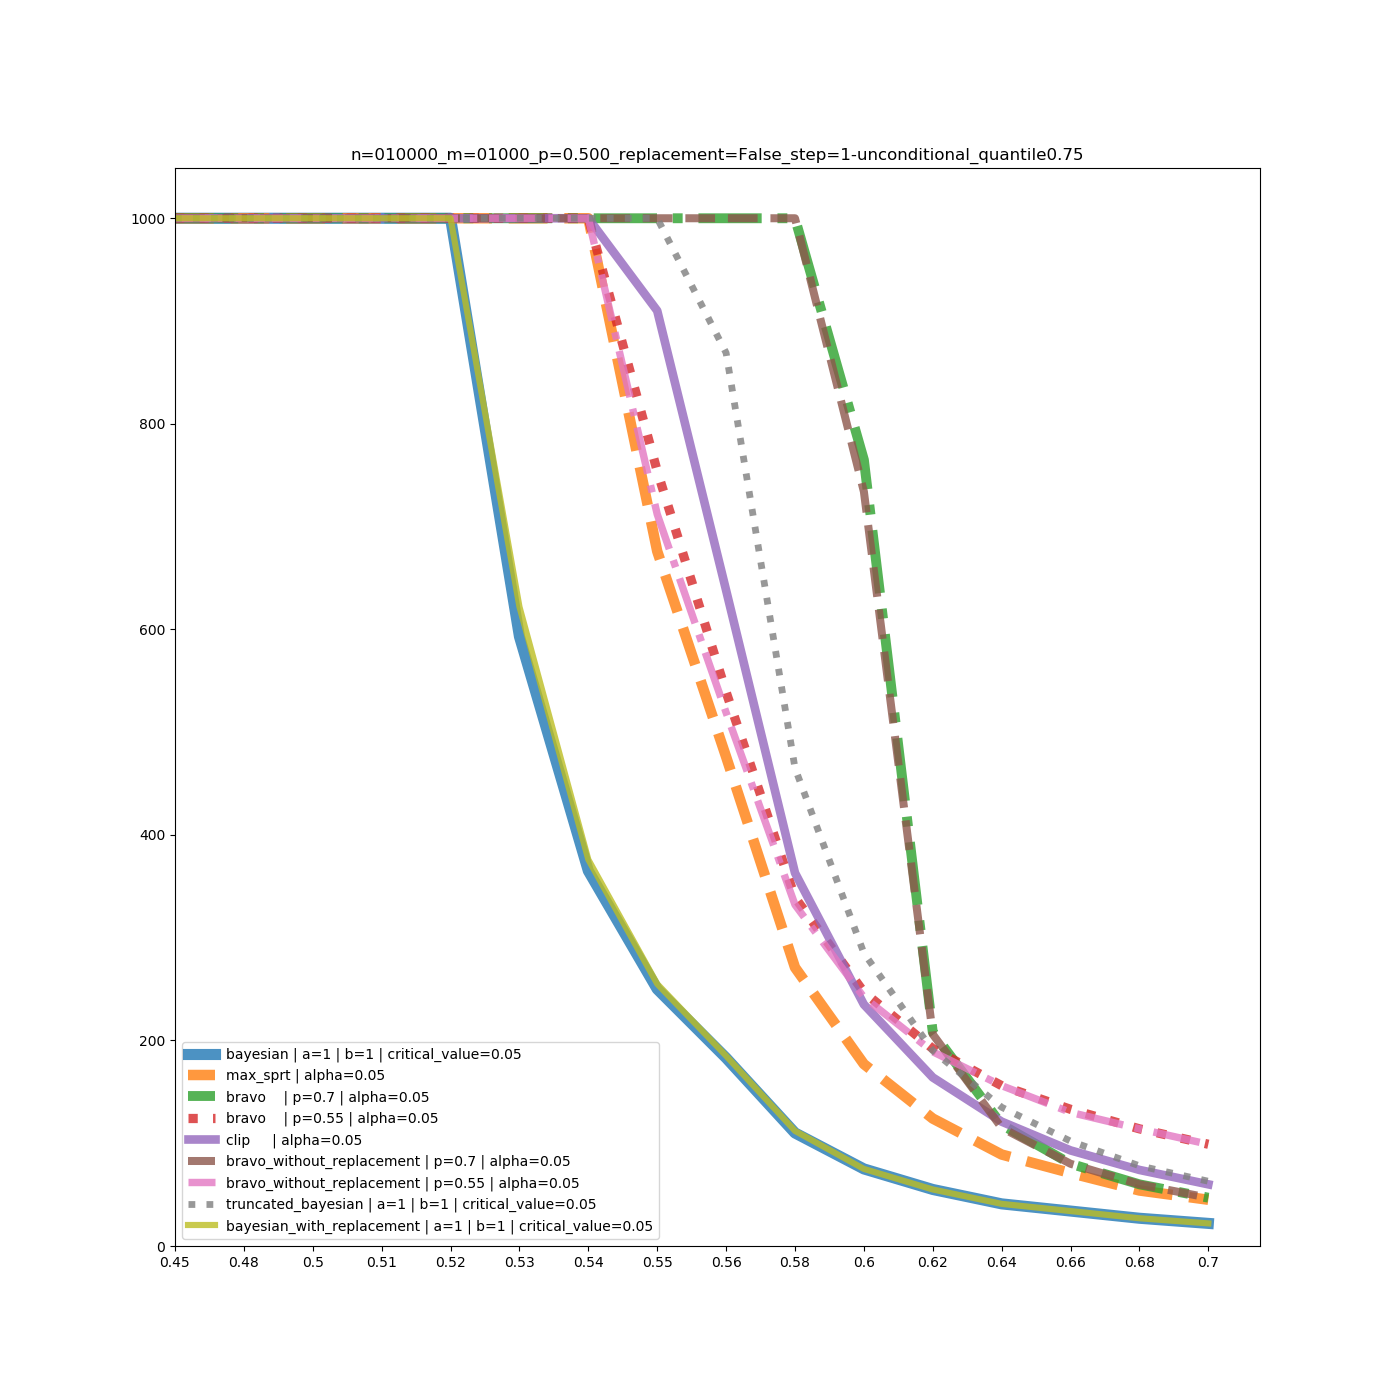 n=010000_m=01000_p=0.500_replacement=False_step=1-unconditional_quantile0.75
1000
800
600
400
200
0
bayesian | a=1 | b=1 | critical_value=0.05
max_sprt | alpha=0.05
bravo | p=0.7 | alpha=0.05
bravo | p=0.55 | alpha=0.05
clip | alpha=0.05
bravo_without_replacement | p=0.7 | alpha=0.05
bravo_without_replacement | p=0.55 | alpha=0.05
truncated_bayesian | a=1 | b=1 | critical_value=0.05
bayesian_with_replacement | a=1 | b=1 | critical_value=0.05
0.45 0.48 0.5 0.51 0.52 0.53 0.54 0.55 0.56 0.58 0.6 0.62 0.64 0.66 0.68 0.7